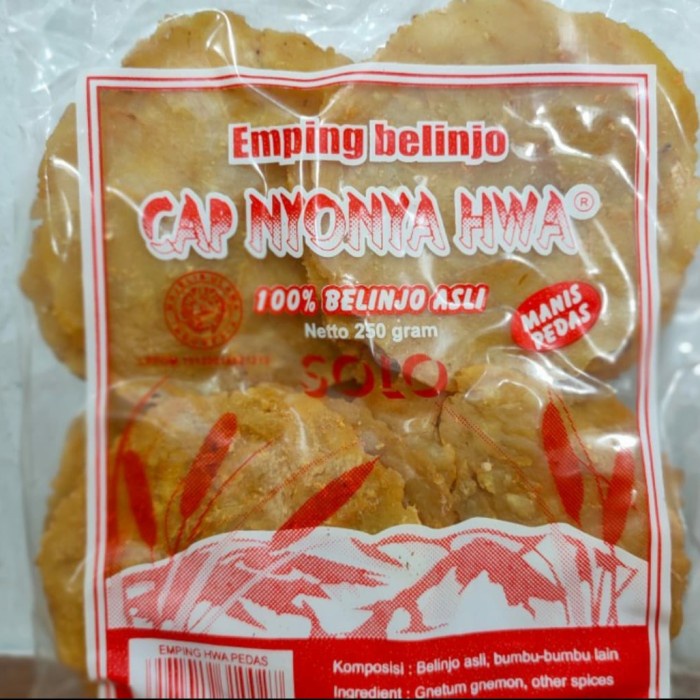 Emping belinjo
CAP NYONYA HWA®
100% BELINJO ASLI
MANIS
PEDAS
Netto 250 gram
SOLO
EMPING HWA PEDAS
Komposisi : Belinjo asli, bumbu-bumbu lain
Ingredient : Gnetum gnemon, other spices